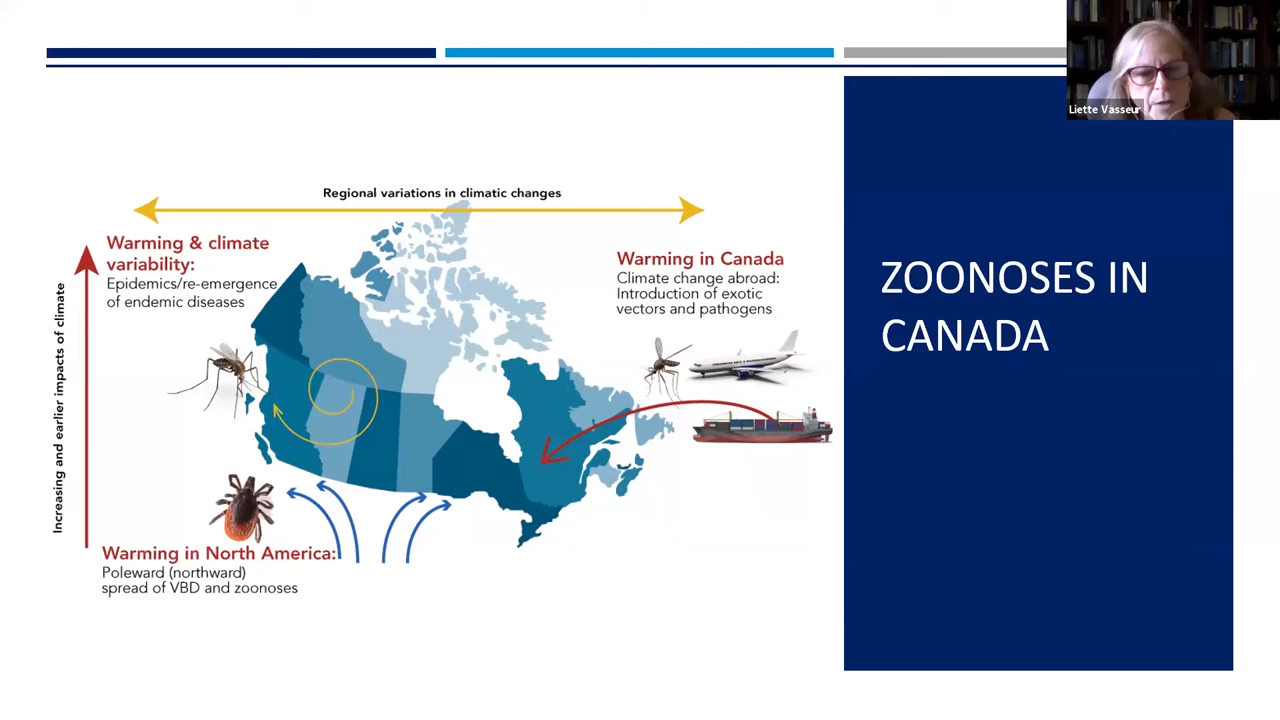 Liette Vasseur
Regional variations in climatic changes
Warming & climate
variability:
Epidemics/re-emergence
of endemic diseases
Warming in Canada
Climate change abroad:
Introduction of exotic
vectors and pathogens
Increasing and earlier impacts of climate
Warming in North America:
Poleward (northward)
spread of VBD and zoonoses
ZOONOSES IN
CANADA